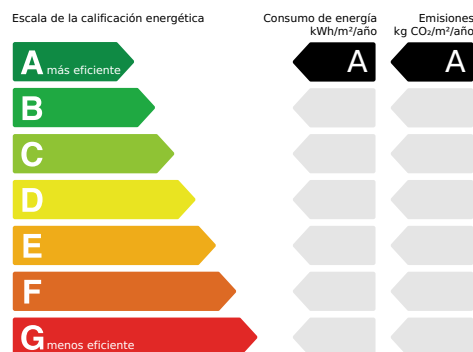 Escala de la calificación energética
Consumo de energía
kWh/m²/año
Emisiones
kg CO₂/m²/año
A más eficiente
A
A
B
C
D
E
F
G menos eficiente